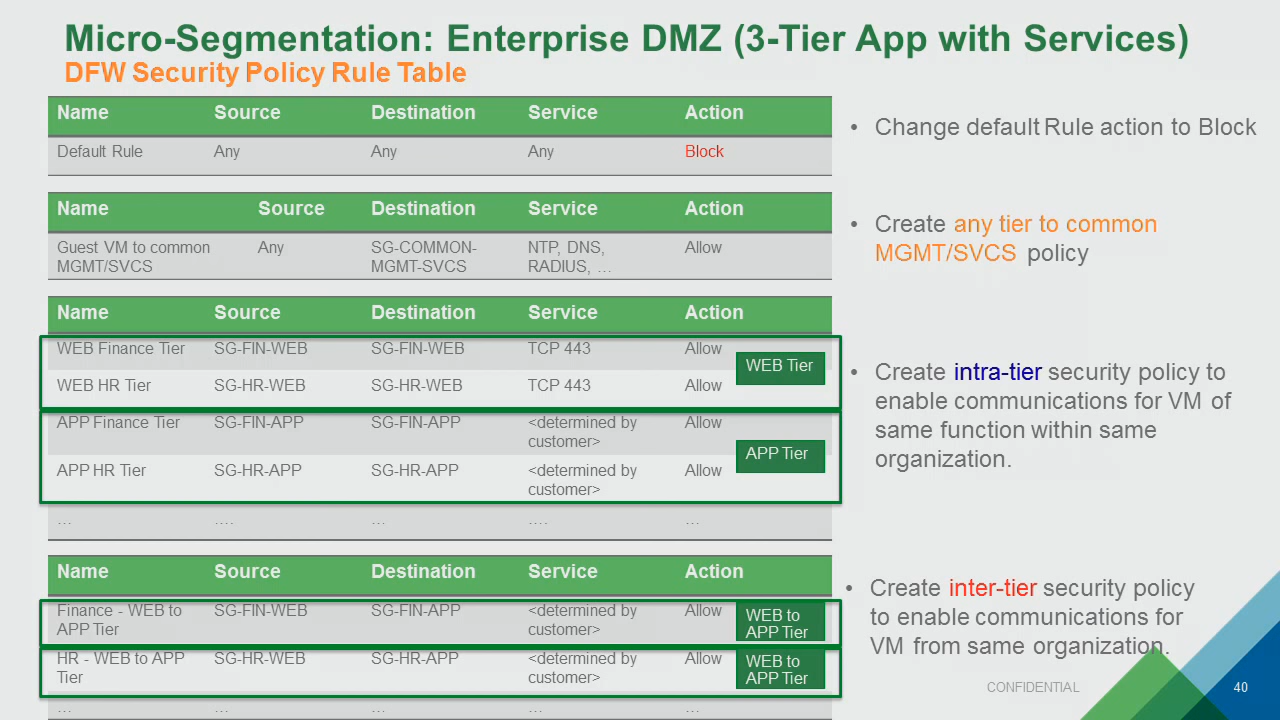 Micro-Segmentation: Enterprise DMZ (3-Tier App with Services)
DFW Security Policy Rule Table
Name Source Destination Service Action
Default Rule Any Any Any Block
• Change default Rule action to Block
Name Source Destination Service Action
Guest VM to common Any SG-COMMON- NTP, DNS, Allow
MGMT/SVCS MGMT-SVCS RADIUS, …
• Create any tier to common
MGMT/SVCS policy
Name Source Destination Service Action
WEB Finance Tier SG-FIN-WEB SG-FIN-WEB TCP 443 Allow
WEB Tier
WEB HR Tier SG-HR-WEB SG-HR-WEB TCP 443 Allow
APP Finance Tier SG-FIN-APP SG-FIN-APP <determined by Allow
customer>
APP Tier
APP HR Tier SG-HR-APP SG-HR-APP <determined by Allow
customer>
… …. … …. …
• Create intra-tier security policy to
enable communications for VM of
same function within same
organization.
Name Source Destination Service Action
Finance - WEB to SG-FIN-WEB SG-FIN-APP <determined by Allow
APP Tier customer>
WEB to
APP Tier
HR - WEB to APP SG-HR-WEB SG-HR-APP <determined by Allow
Tier customer>
WEB to
APP Tier
… … … … …
• Create inter-tier security policy
to enable communications for
VM from same organization.
CONFIDENTIAL 40